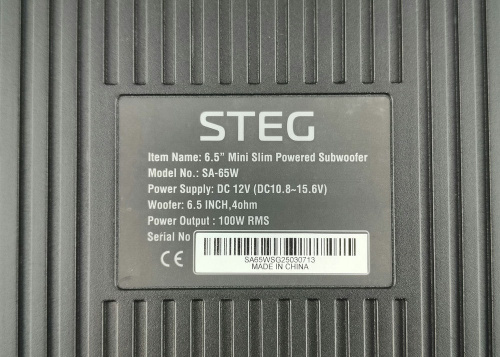 STEG
Item Name: 6.5” Mini Slim Powered Subwoofer
Model No.: SA-65W
Power Supply: DC 12V (DC10.8~15.6V)
Woofer: 6.5 INCH,4ohm
Power Output : 100W RMS
Serial No
CE
SA65WSG25030713
MADE IN CHINA